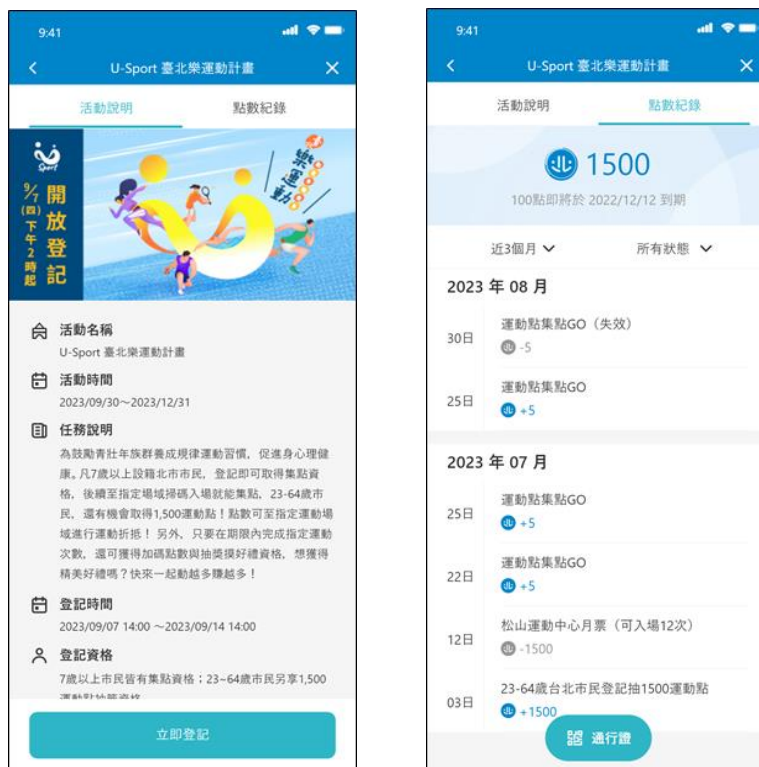 9:41
U-Sport 臺北樂運動計畫
活動說明
點數紀錄
Sport
9/7(四)下午2時起
開放登記
樂運動
活動名稱
U-Sport 臺北樂運動計畫
活動時間
2023/09/30～2023/12/31
任務說明
為鼓勵青壯年族群養成規律運動習慣，促進身心理健
康。凡7歲以上設籍北市市民，登記即可取得集點資
格，後續至指定場域掃碼入場就能集點，23-64歲市
民，還有機會取得1,500運動點！點數可至指定運動場
域進行運動折抵！另外，只要在期限內完成指定運動
次數，還可獲得加碼點數與抽獎摸好禮資格，想獲得
精美好禮嗎？快來一起動越多賺越多！
登記時間
2023/09/07 14:00 ～2023/09/14 14:00
登記資格
7歲以上市民皆有集點資格；23~64歲市民另享1,500
立即登記
9:41
U-Sport 臺北樂運動計畫
活動說明
點數紀錄
1500
100點即將於 2022/12/12 到期
近3個月
所有狀態
2023 年 08 月
30日
運動點集點GO（失效）
-5
25日
運動點集點GO
+5
2023 年 07 月
25日
運動點集點GO
+5
22日
運動點集點GO
+5
12日
松山運動中心月票（可入場12次）
-1500
03日
23-64歲台北市民登記抽1500運動點
+1500
通行證